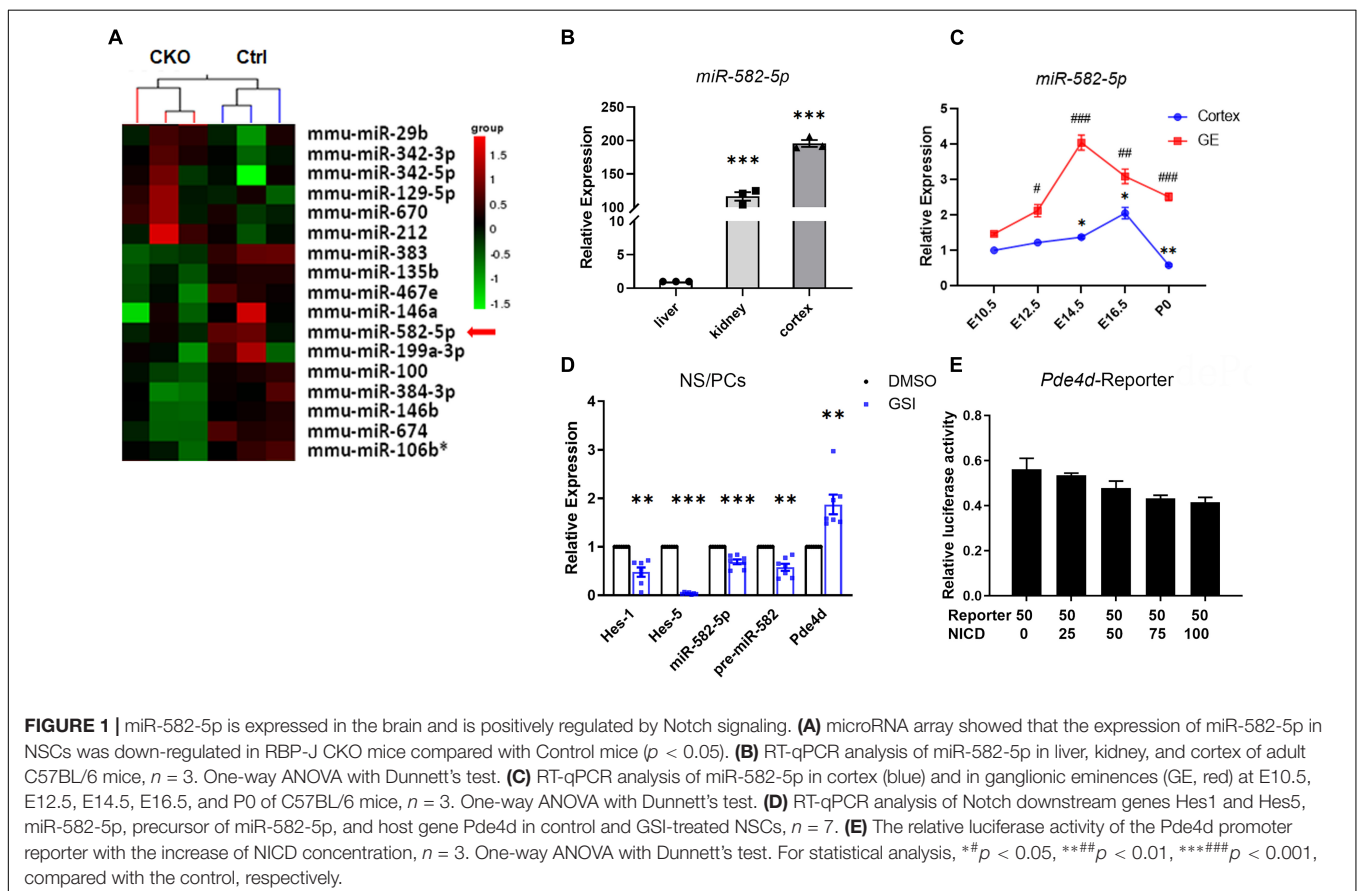 A
CKO Ctrl
mmu-miR-29b
mmu-miR-342-3p
mmu-miR-342-5p
mmu-miR-129-5p
mmu-miR-670
mmu-miR-212
mmu-miR-383
mmu-miR-135b
mmu-miR-467e
mmu-miR-146a
mmu-miR-582-5p
mmu-miR-199a-3p
mmu-miR-100
mmu-miR-384-3p
mmu-miR-146b
mmu-miR-674
mmu-miR-106b*
group
1.5
1
0.5
0
-0.5
-1
-1.5
B
miR-582-5p
Relative Expression
250
200
150
100
10
5
0
***
***
liver
kidney
cortex
C
miR-582-5p
Relative Expression
5
4
3
2
1
0
Cortex
GE
#
###
##
###
*
*
**
E10.5
E12.5
E14.5
E16.5
P0
D
NS/PCs
DMSO
GSI
Relative Expression
4
3
2
1
0
** *** *** ** **
Hes-1
Hes-5
miR-582-5p
pre-miR-582
Pde4d
E
Pde4d-Reporter
Relative luciferase activity
0.8
0.6
0.4
0.2
0.0
Reporter 50 50 50 50 50
NICD 0 25 50 75 100
FIGURE 1 | miR-582-5p is expressed in the brain and is positively regulated by Notch signaling. (A) microRNA array showed that the expression of miR-582-5p in
NSCs was down-regulated in RBP-J CKO mice compared with Control mice (p < 0.05). (B) RT-qPCR analysis of miR-582-5p in liver, kidney, and cortex of adult
C57BL/6 mice, n = 3. One-way ANOVA with Dunnett's test. (C) RT-qPCR analysis of miR-582-5p in cortex (blue) and in ganglionic eminences (GE, red) at E10.5,
E12.5, E14.5, E16.5, and P0 of C57BL/6 mice, n = 3. One-way ANOVA with Dunnett's test. (D) RT-qPCR analysis of Notch downstream genes Hes1 and Hes5,
miR-582-5p, precursor of miR-582-5p, and host gene Pde4d in control and GSI-treated NSCs, n = 7. (E) The relative luciferase activity of the Pde4d promoter
reporter with the increase of NICD concentration, n = 3. One-way ANOVA with Dunnett's test. For statistical analysis, *#p < 0.05, **##p < 0.01, ***###p < 0.001,
compared with the control, respectively.